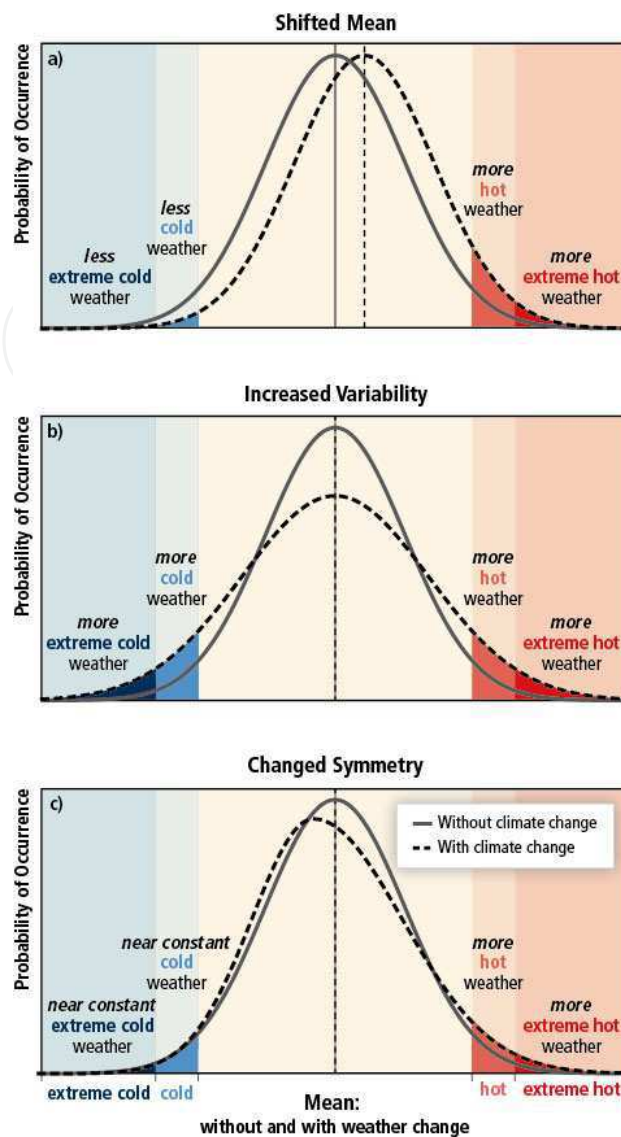 Shifted Mean
a)
Probability of Occurrence
less
cold
weather
less
extreme cold
weather
more
hot
weather
more
extreme hot
weather
Increased Variability
b)
Probability of Occurrence
more
cold
weather
more
extreme cold
weather
more
hot
weather
more
extreme hot
weather
Changed Symmetry
c)
Probability of Occurrence
Without climate change
With climate change
near constant
cold
weather
near constant
extreme cold
weather
more
hot
weather
more
extreme hot
weather
extreme cold
cold
hot
extreme hot
Mean:
without and with weather change